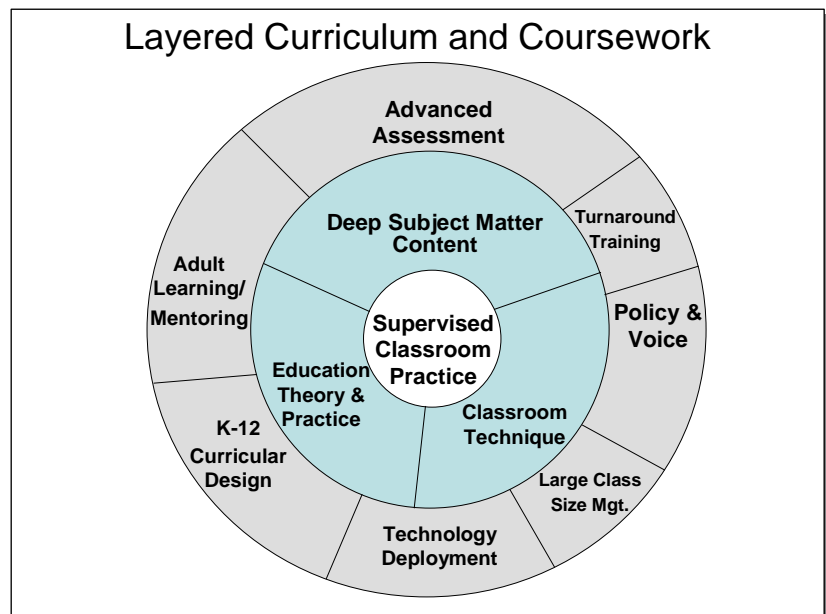 Layered Curriculum and Coursework
Advanced
Assessment
Deep Subject Matter
Content
Turnaround
Training
Adult
Learning/
Mentoring
Policy &
Voice
Supervised
Classroom
Practice
Education
Theory &
Practice
Classroom
Technique
K-12
Curricular
Design
Large Class
Size Mgt.
Technology
Deployment